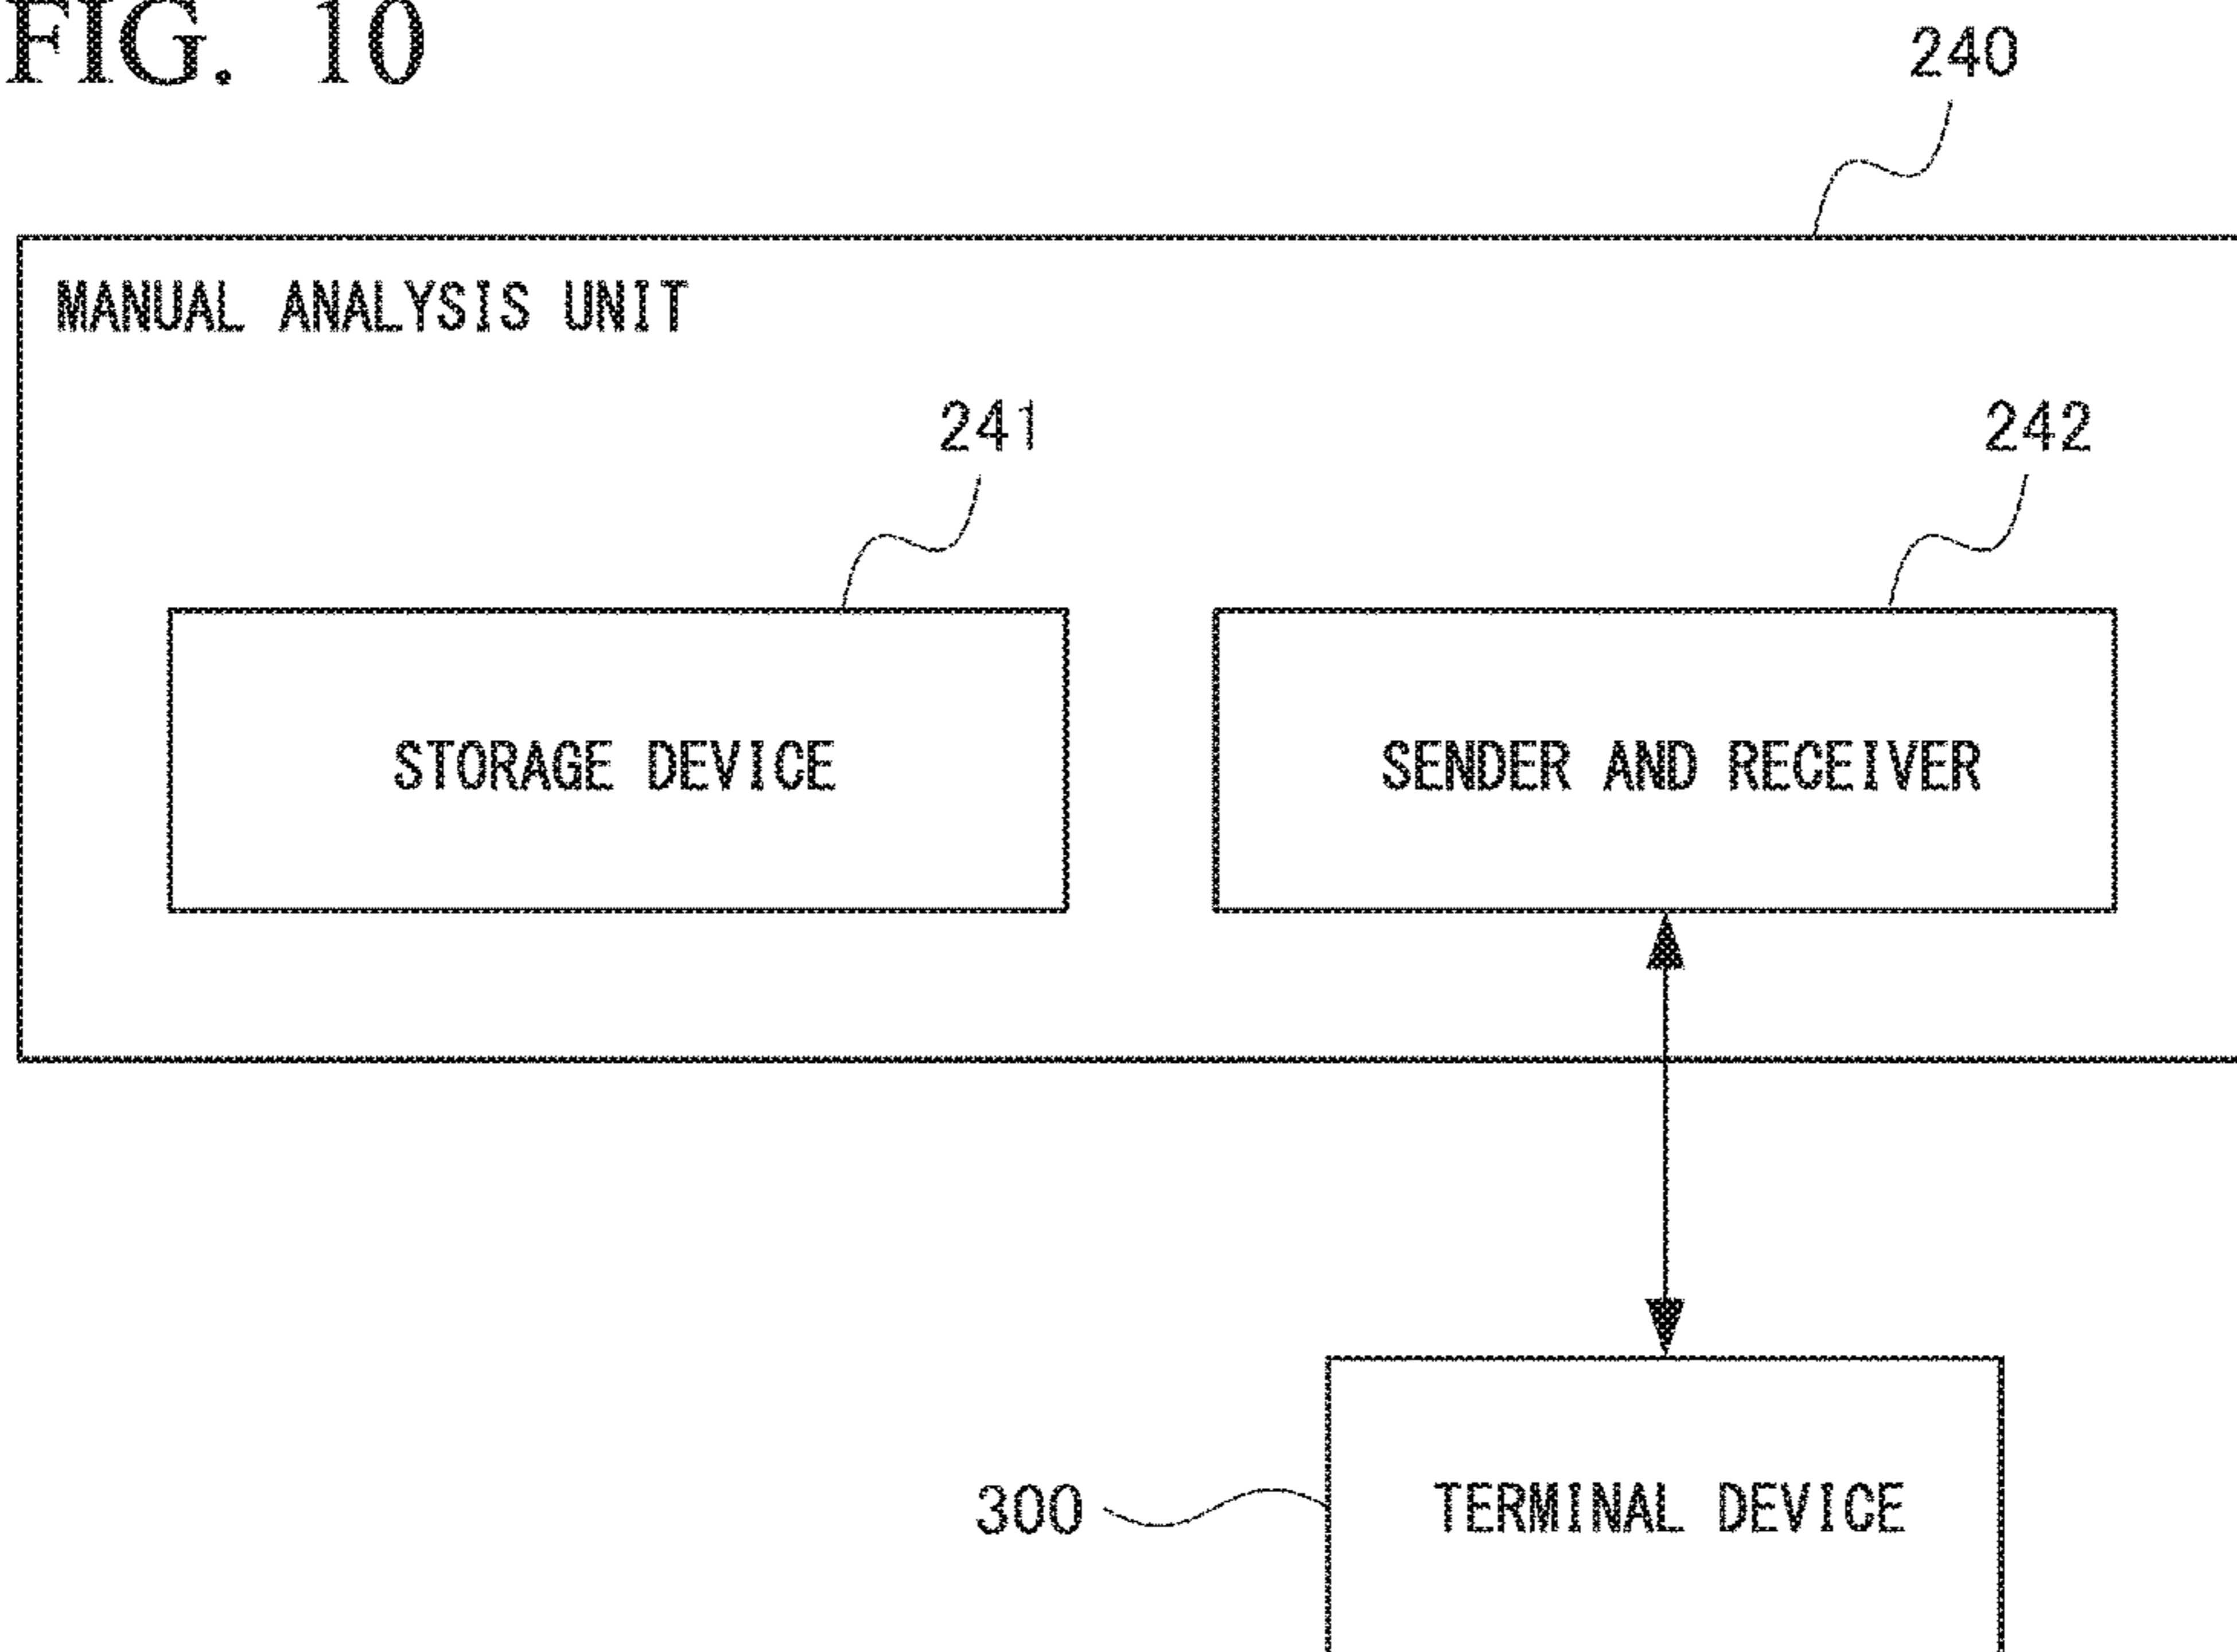 FIG. 10
240
MANUAL ANALYSIS UNIT
241
242
STORAGE DEVICE
SENDER AND RECEIVER
300
TERMINAL DEVICE